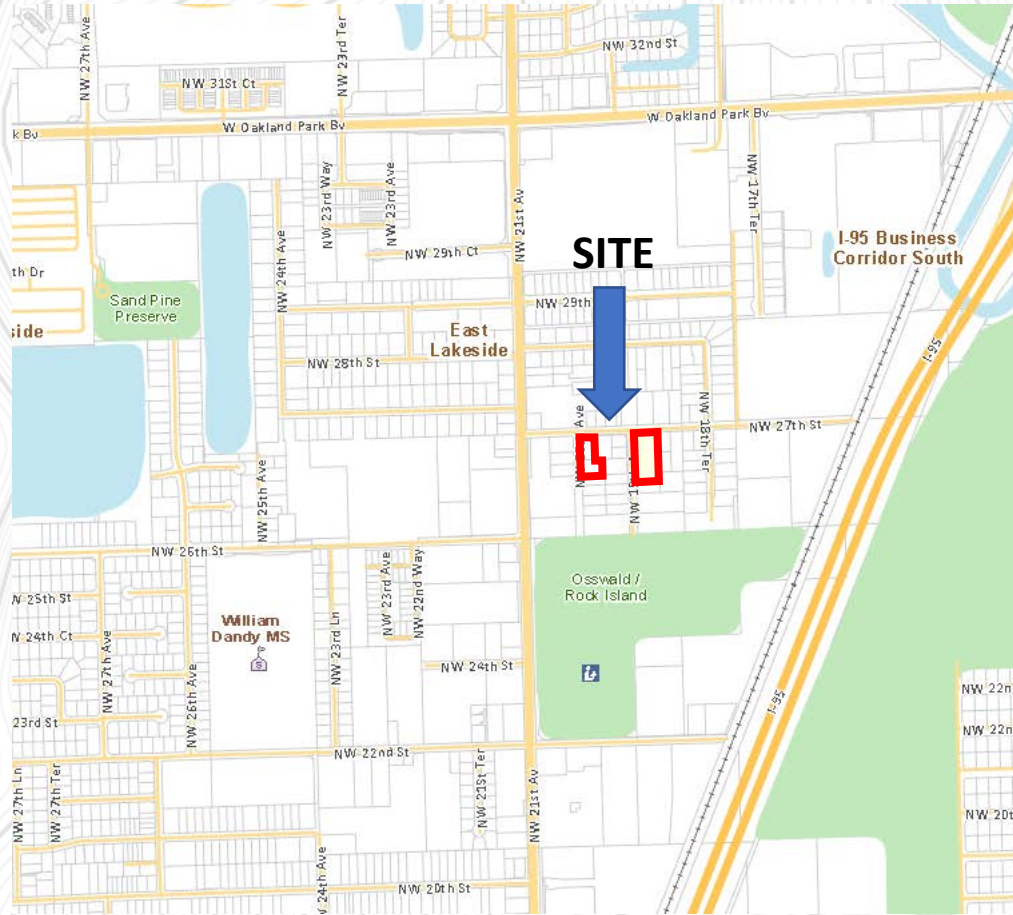 NW 27th Ave
NW 23rd Ter
NW 32nd St
NW 31St Ct
k Bv
W Oakland Park Bv
W Oakland Park Bv
NW 23rd Way
NW 23rd Ave
NW 24th Ave
NW 21st Av
NW 17th Ter
NW 29th Ct
SITE
I-95 Business
Corridor South
th Dr
Sand Pine
Preserve
side
NW 29th
East
Lakeside
NW 28th St
I-95
Ave
NW 18th Ter
NW 27th St
NW 25th Ave
NW
NW 26th St
NW 23rd Ave
NW 22nd Way
Osswald /
Rock Island
N 25th St
William
Dandy MS
S
N 24th Ct
NW 27th Ave
NW 26th Ave
NW 23rd Ln
NW 24th St
NW 22n
23rd St
I-95
NW 22n
NW 22nd St
NW 27th Ln
NW 27th Ter
NW 21St Ter
NW 21st Av
NW 20t
24th Ave
NW 20th St